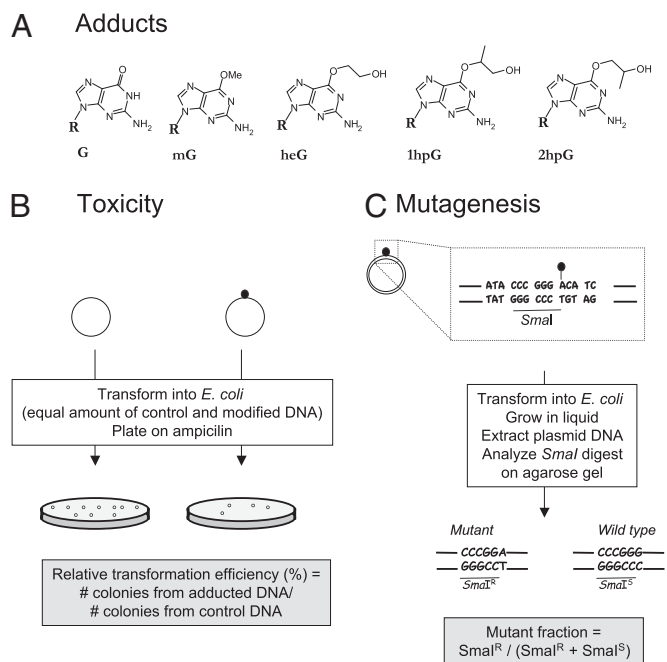 A Adducts
O
N
NH
N
N
NH₂
R
G
OMe
N
N
N
N
NH₂
R
mG
O
OH
N
N
N
N
NH₂
R
heG
O
OH
N
N
N
N
NH₂
R
1hpG
O
OH
N
N
N
N
NH₂
R
2hpG
B Toxicity
Transform into E. coli
(equal amount of control and modified DNA)
Plate on ampicilin
Relative transformation efficiency (%) =
# colonies from adducted DNA/
# colonies from control DNA
C Mutagenesis
ATA CCC GGG ACA TC
TAT GGG CCC TGT AG
SmaI
Transform into E. coli
Grow in liquid
Extract plasmid DNA
Analyze SmaI digest
on agarose gel
Mutant
CCCGGA
GGGCCT
SmaIᴿ
Wild type
CCCGGG
GGGCCC
SmaIˢ
Mutant fraction =
SmaIᴿ / (SmaIᴿ + SmaIˢ)